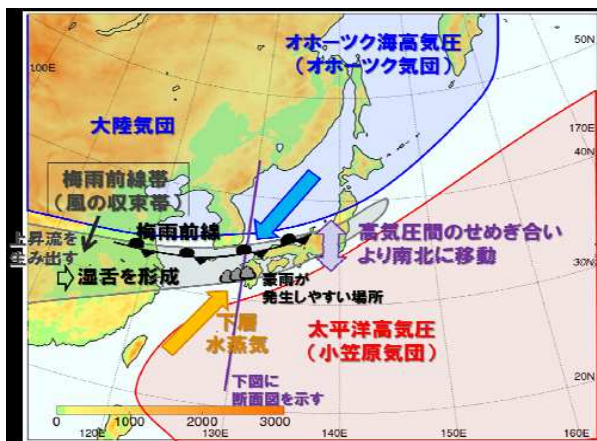 オホーツク海高気圧
(オホーツク気団)
50N
100E
大陸気団
170E
40N
梅雨前線帯
(風の収束帯)
上昇流を
生み出す
梅雨前線
高気圧間のせめぎ合い
より南北に移動
湿舌を形成
豪雨が
発生しやすい場所
30N
下層
水蒸気
太平洋高気圧
(小笠原気団)
下図に
断面図を示す
20N
0
1000
2000
3000
120E
130E
140E
150E
160E